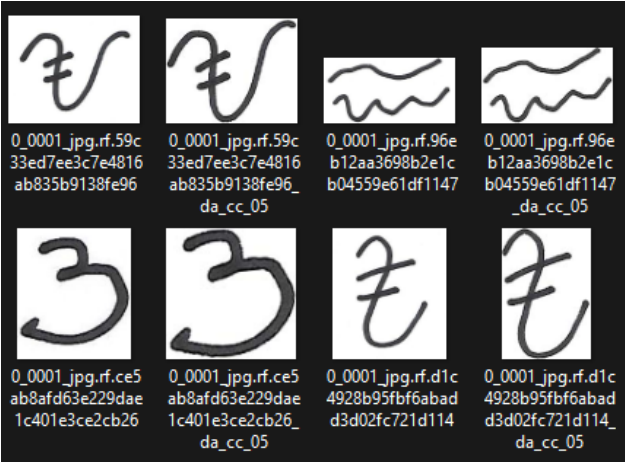 0_0001_jpg.rf.59c
33ed7ee3c7e4816
ab835b9138fe96
0_0001_jpg.rf.59c
33ed7ee3c7e4816
ab835b9138fe96_
da_cc_05
0_0001_jpg.rf.96e
b12aa3698b2e1c
b04559e61df1147
0_0001_jpg.rf.96e
b12aa3698b2e1c
b04559e61df1147
_da_cc_05
0_0001_jpg.rf.ce5
ab8afd63e229dae
1c401e3ce2cb26
0_0001_jpg.rf.ce5
ab8afd63e229dae
1c401e3ce2cb26_
da_cc_05
0_0001_jpg.rf.d1c
4928b95fbf6abad
d3d02fc721d114
0_0001_jpg.rf.d1c
4928b95fbf6abad
d3d02fc721d114_
da_cc_05